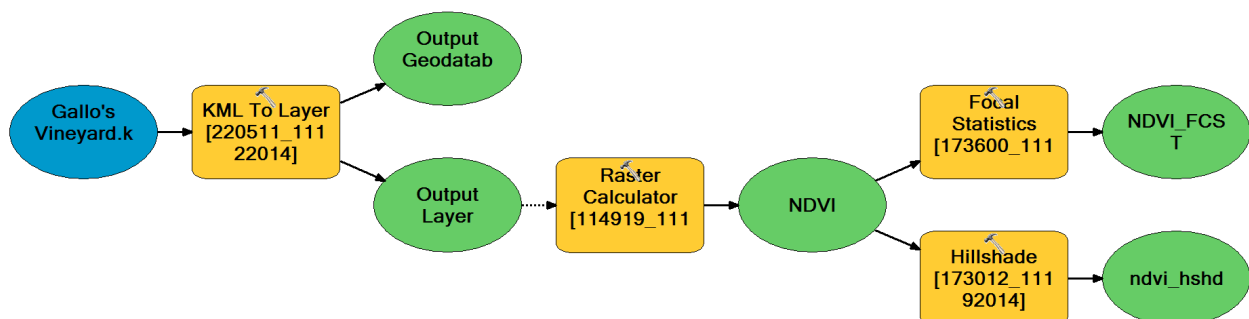 Gallo's
Vineyard.k
KML To Layer
[220511_111
22014]
Output
Geodatab
Output
Layer
Raster
Calculator
[114919_111
NDVI
Focal
Statistics
[173600_111
NDVI_FCS
T
Hillshade
[173012_111
92014]
ndvi_hshd